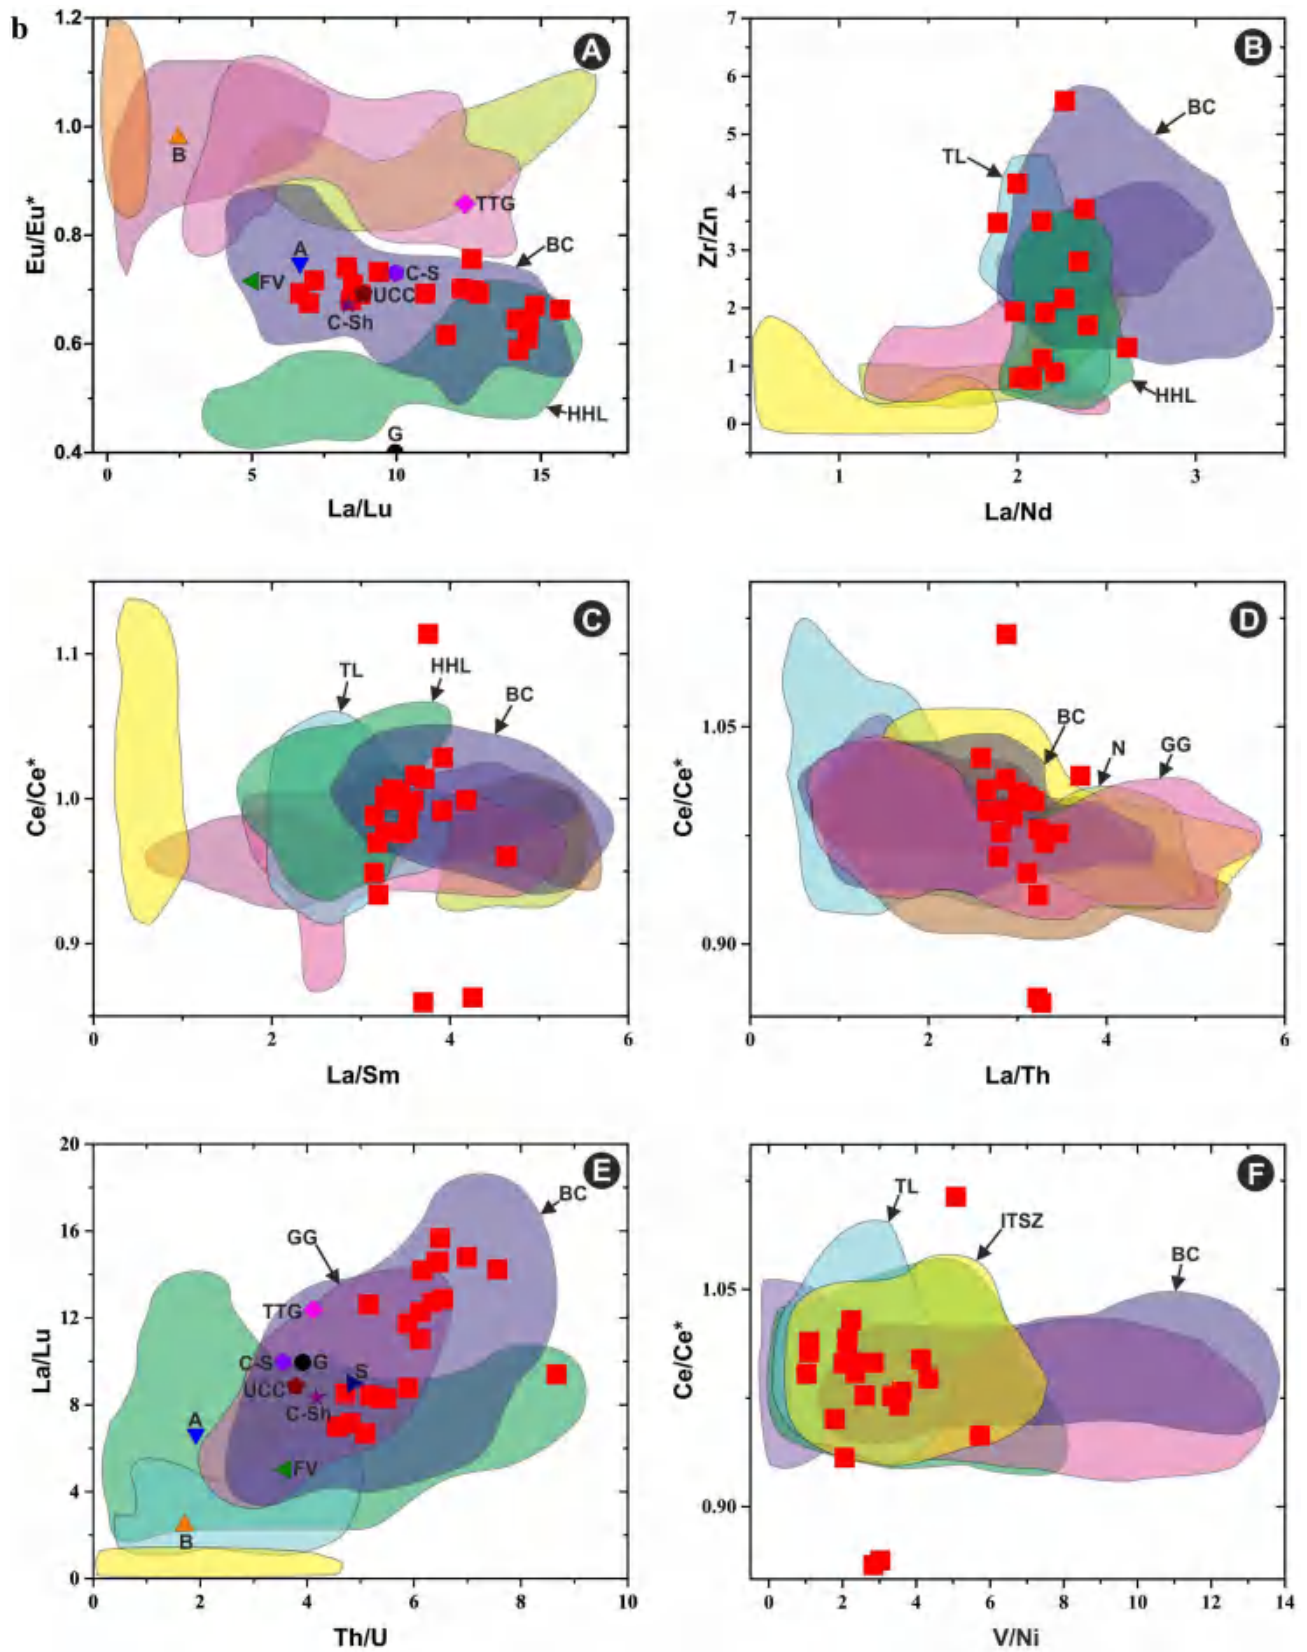 b
A
1.2
1.0
0.8
0.6
0.4
Eu/Eu*
B
TTG
A
BC
FV
C-S
UCC
C-Sh
HHL
G
0 5 10 15
La/Lu
B
7
6
5
4
3
2
1
0
Zr/Zn
BC
TL
HHL
1 2 3
La/Nd
C
1.1
1.0
0.9
Ce/Ce*
TL
HHL
BC
0 2 4 6
La/Sm
D
1.05
0.90
Ce/Ce*
BC
N
GG
0 2 4 6
La/Th
E
20
16
12
8
4
0
La/Lu
BC
GG
TTG
C-S
G
S
UCC
C-Sh
A
FV
B
0 2 4 6 8 10
Th/U
F
1.05
0.90
Ce/Ce*
TL
ITSZ
BC
0 2 4 6 8 10 12 14
V/Ni